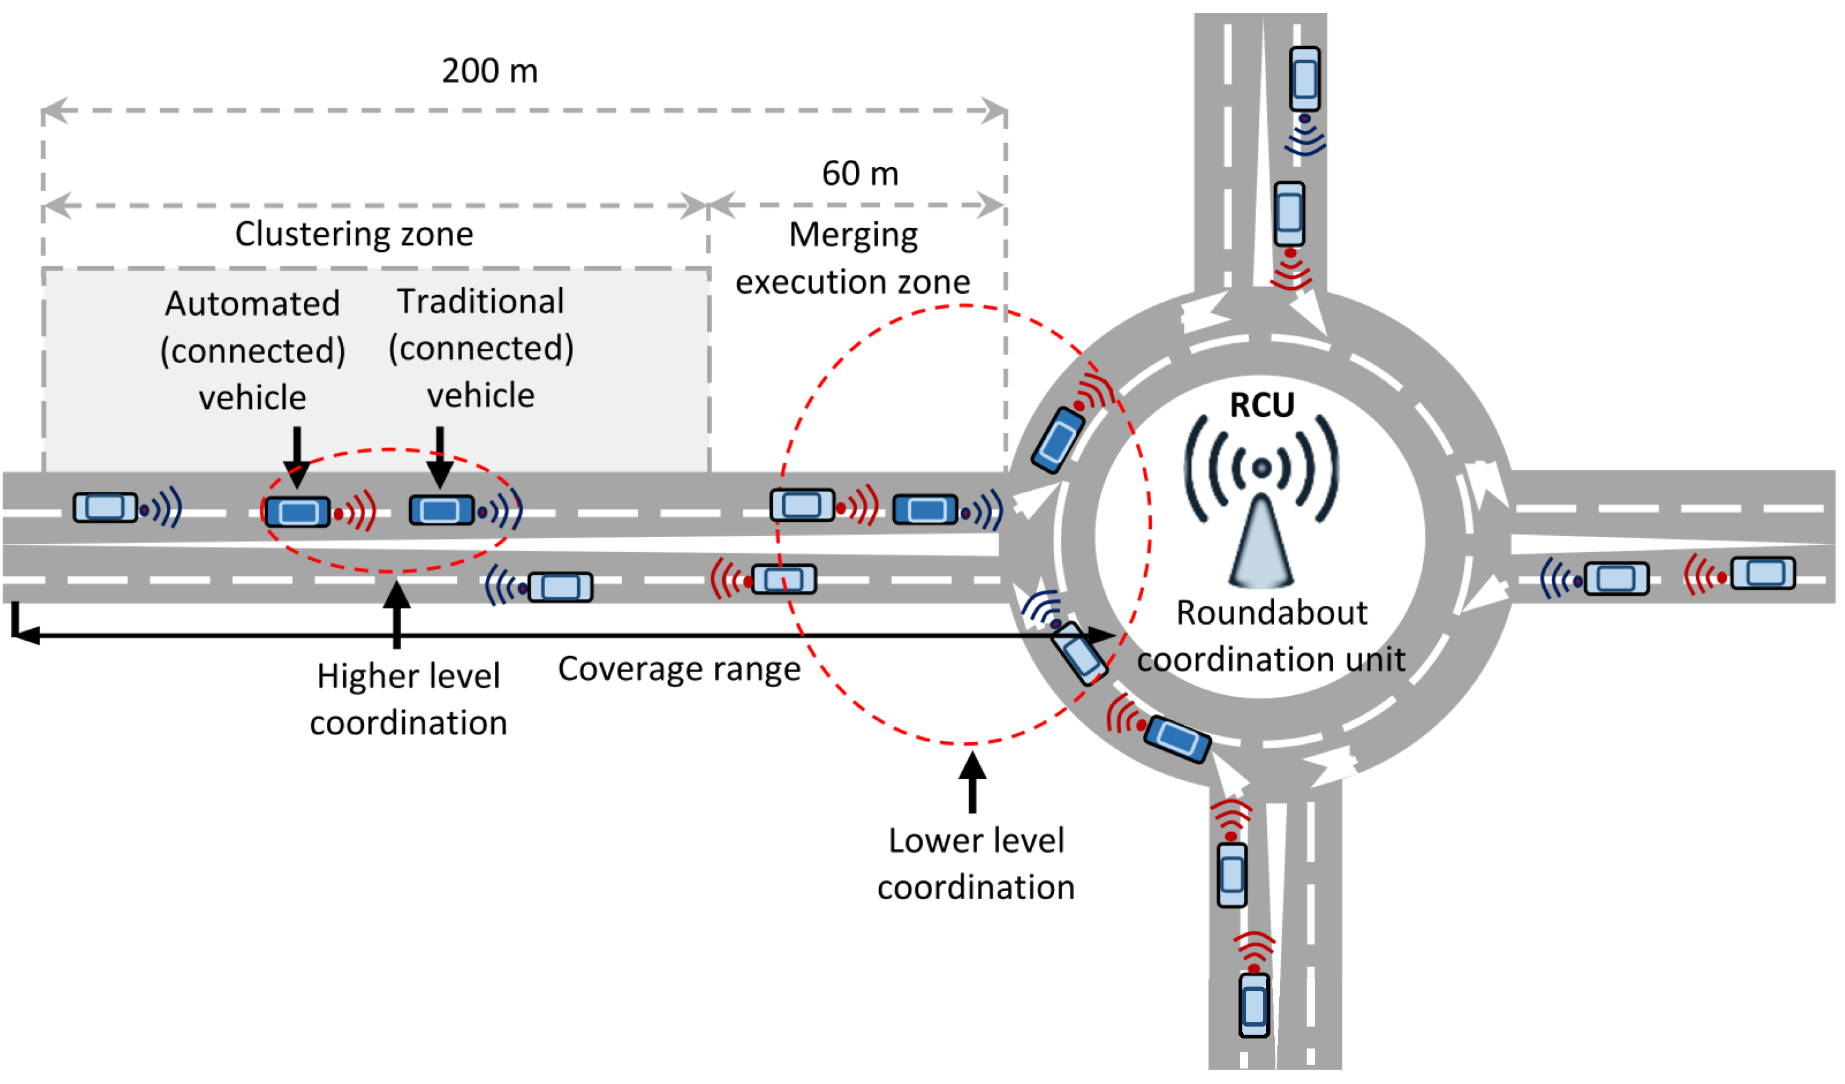 200 m
60 m
Clustering zone
Merging
execution zone
Automated
(connected)
vehicle
Traditional
(connected)
vehicle
RCU
Roundabout
coordination unit
Coverage range
Higher level
coordination
Lower level
coordination